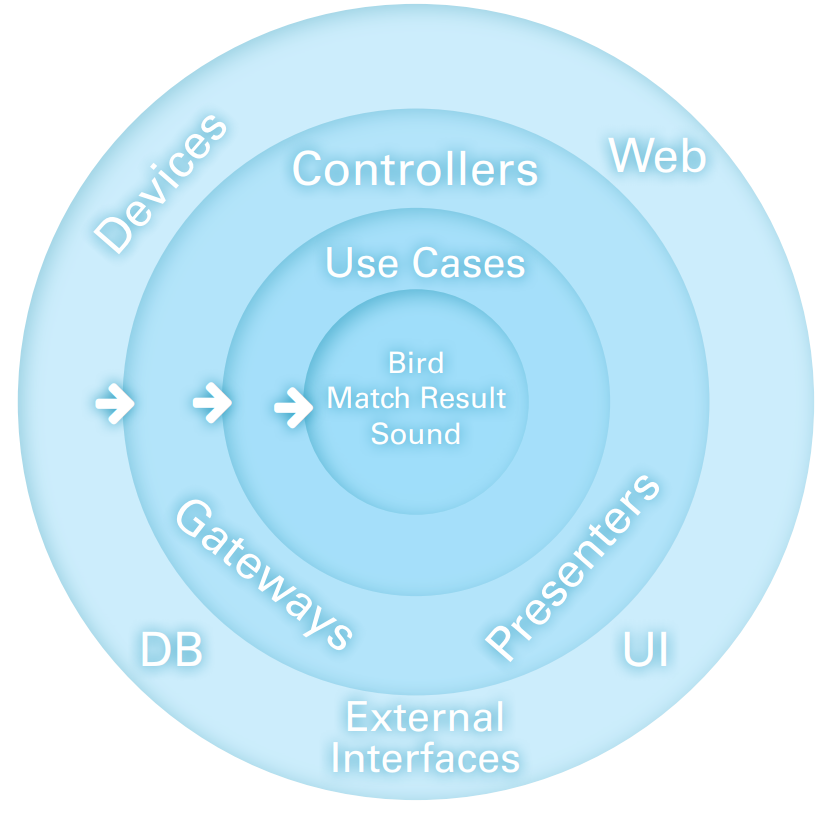 Devices
Web
Controllers
Use Cases
Bird
Match Result
Sound
Gateways
Presenters
DB
UI
External
Interfaces